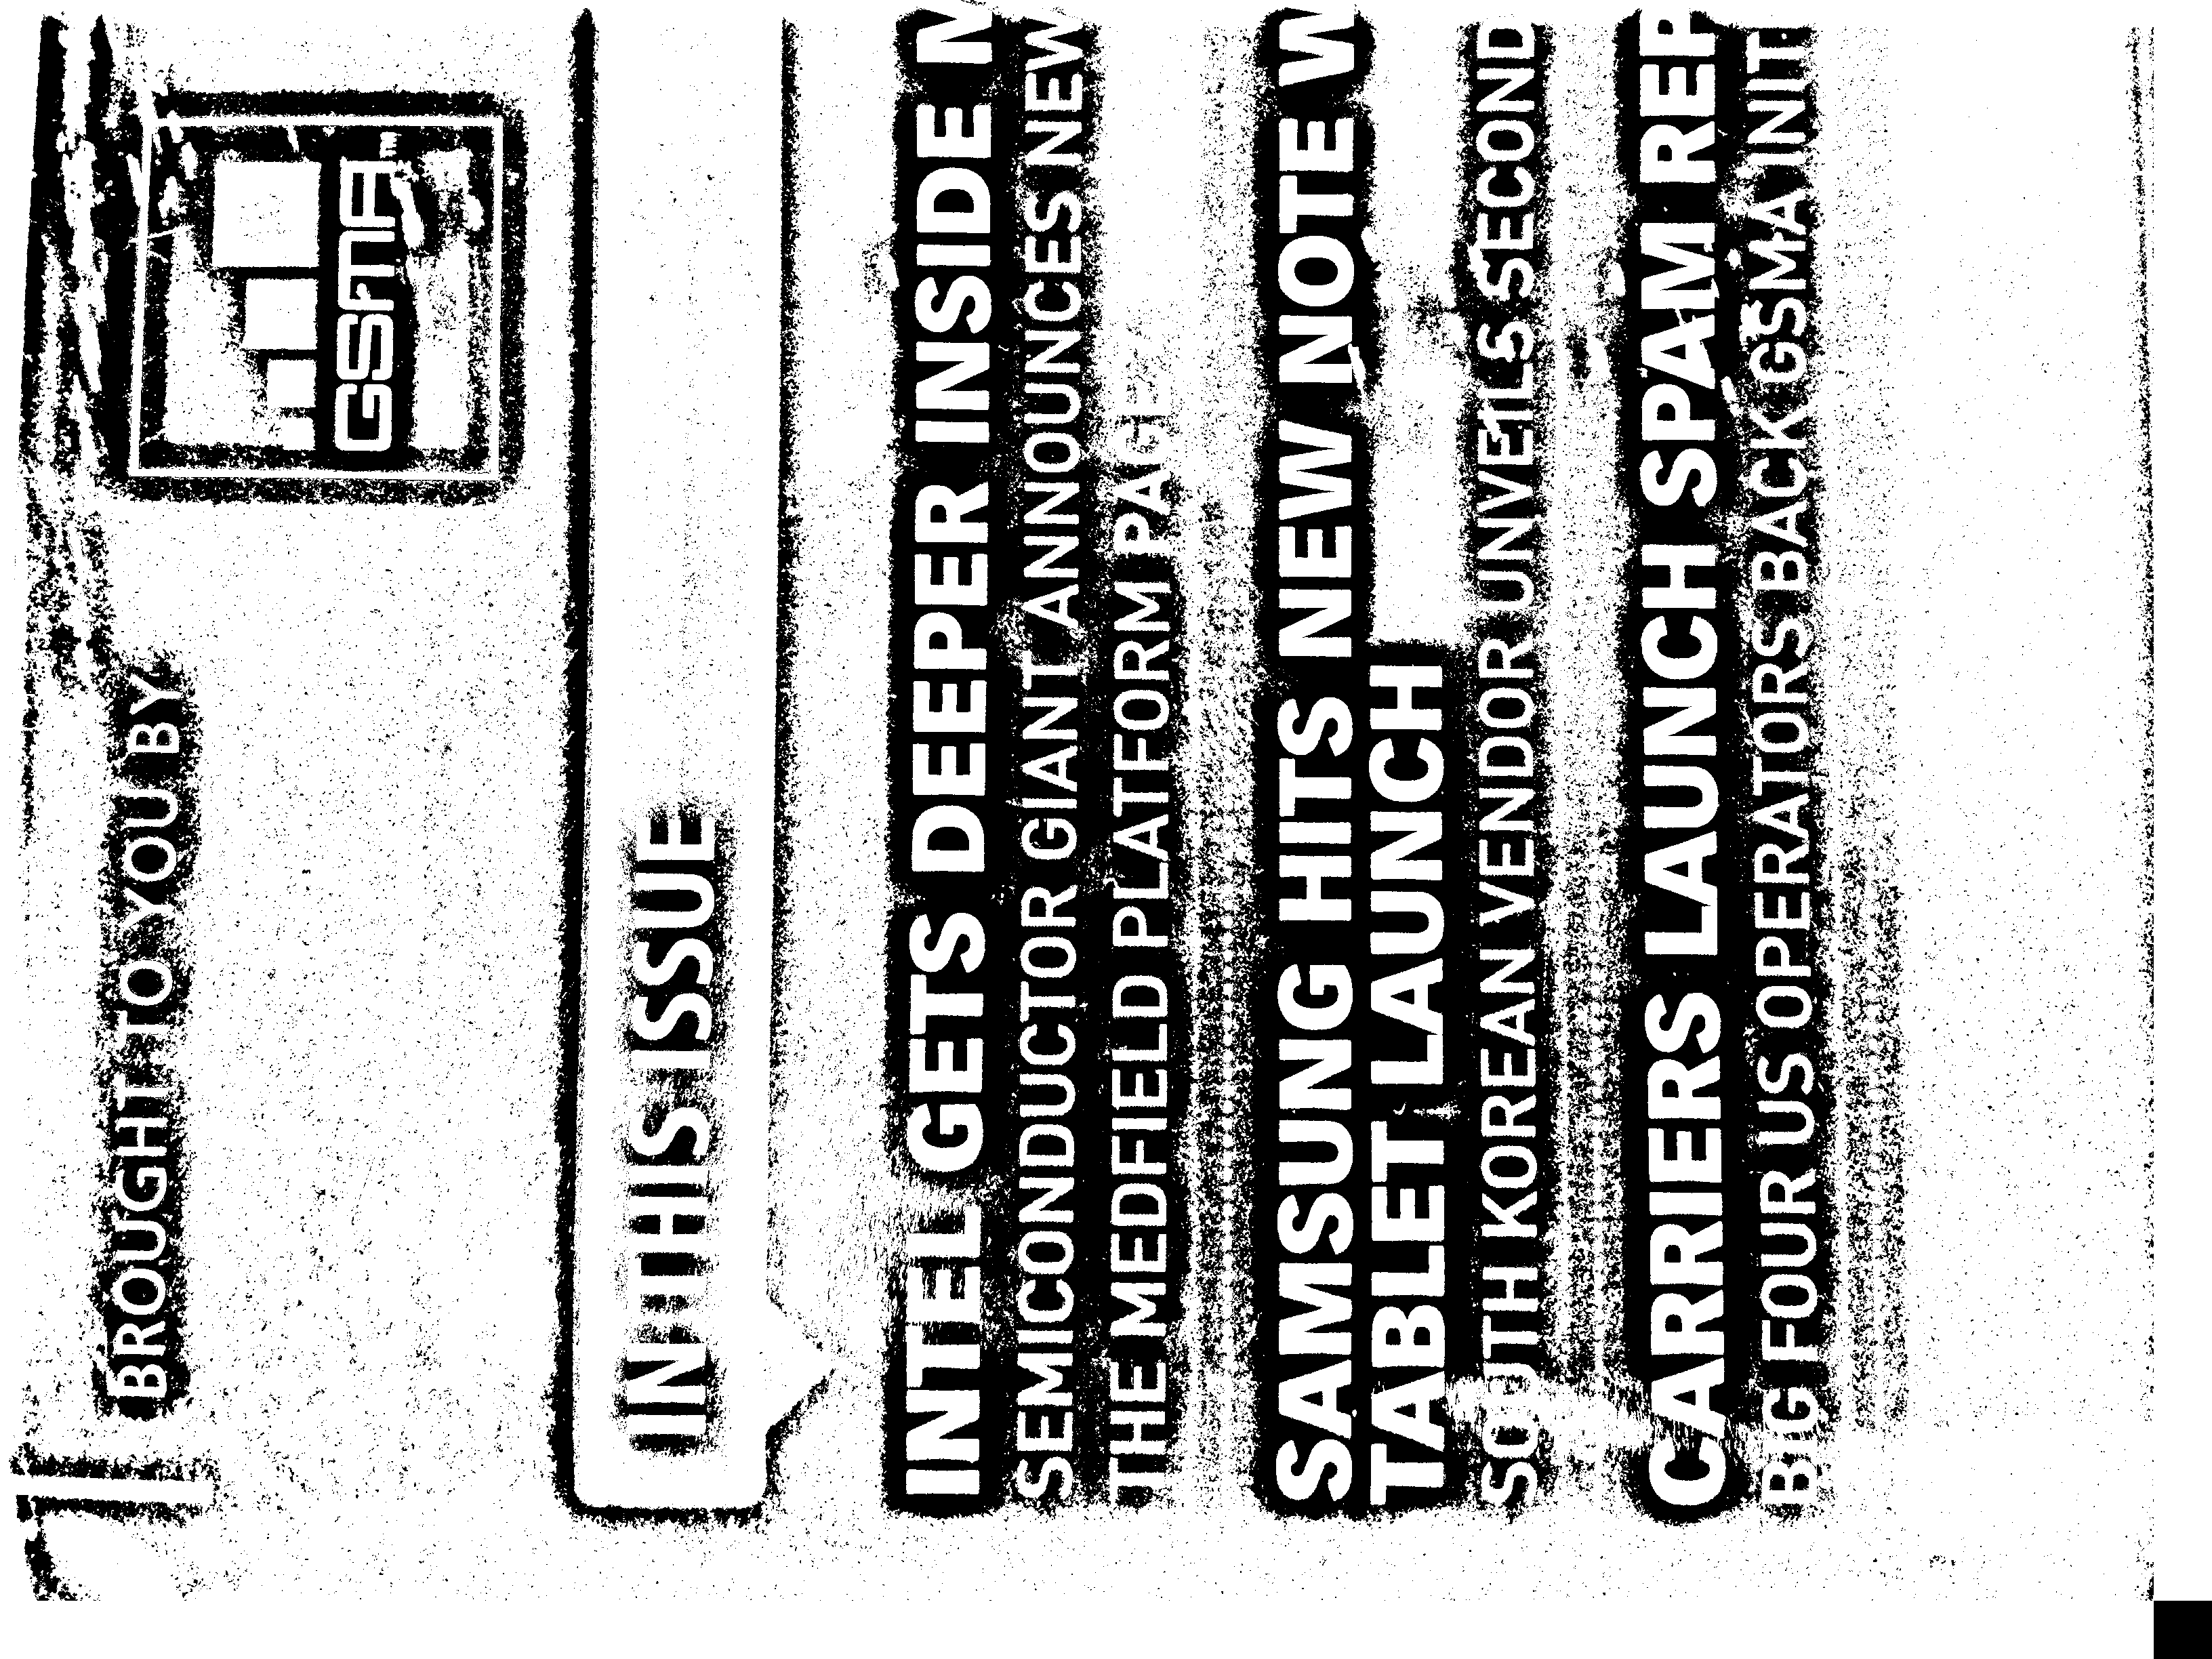 BROUGHT TO YOU BY
GSMA
IN THIS ISSUE
INTEL GETS DEEPER INSIDE
SEMICONDUCTOR GIANT ANNOUNCES NEW
THE MEDFIELD PLATFORM PAGE
SAMSUNG HITS NEW NOTE
TABLET LAUNCH
SOUTH KOREAN VENDOR UNVEILS SECOND
CARRIERS LAUNCH SPAM
BIG FOUR US OPERATORS BACK GSMA